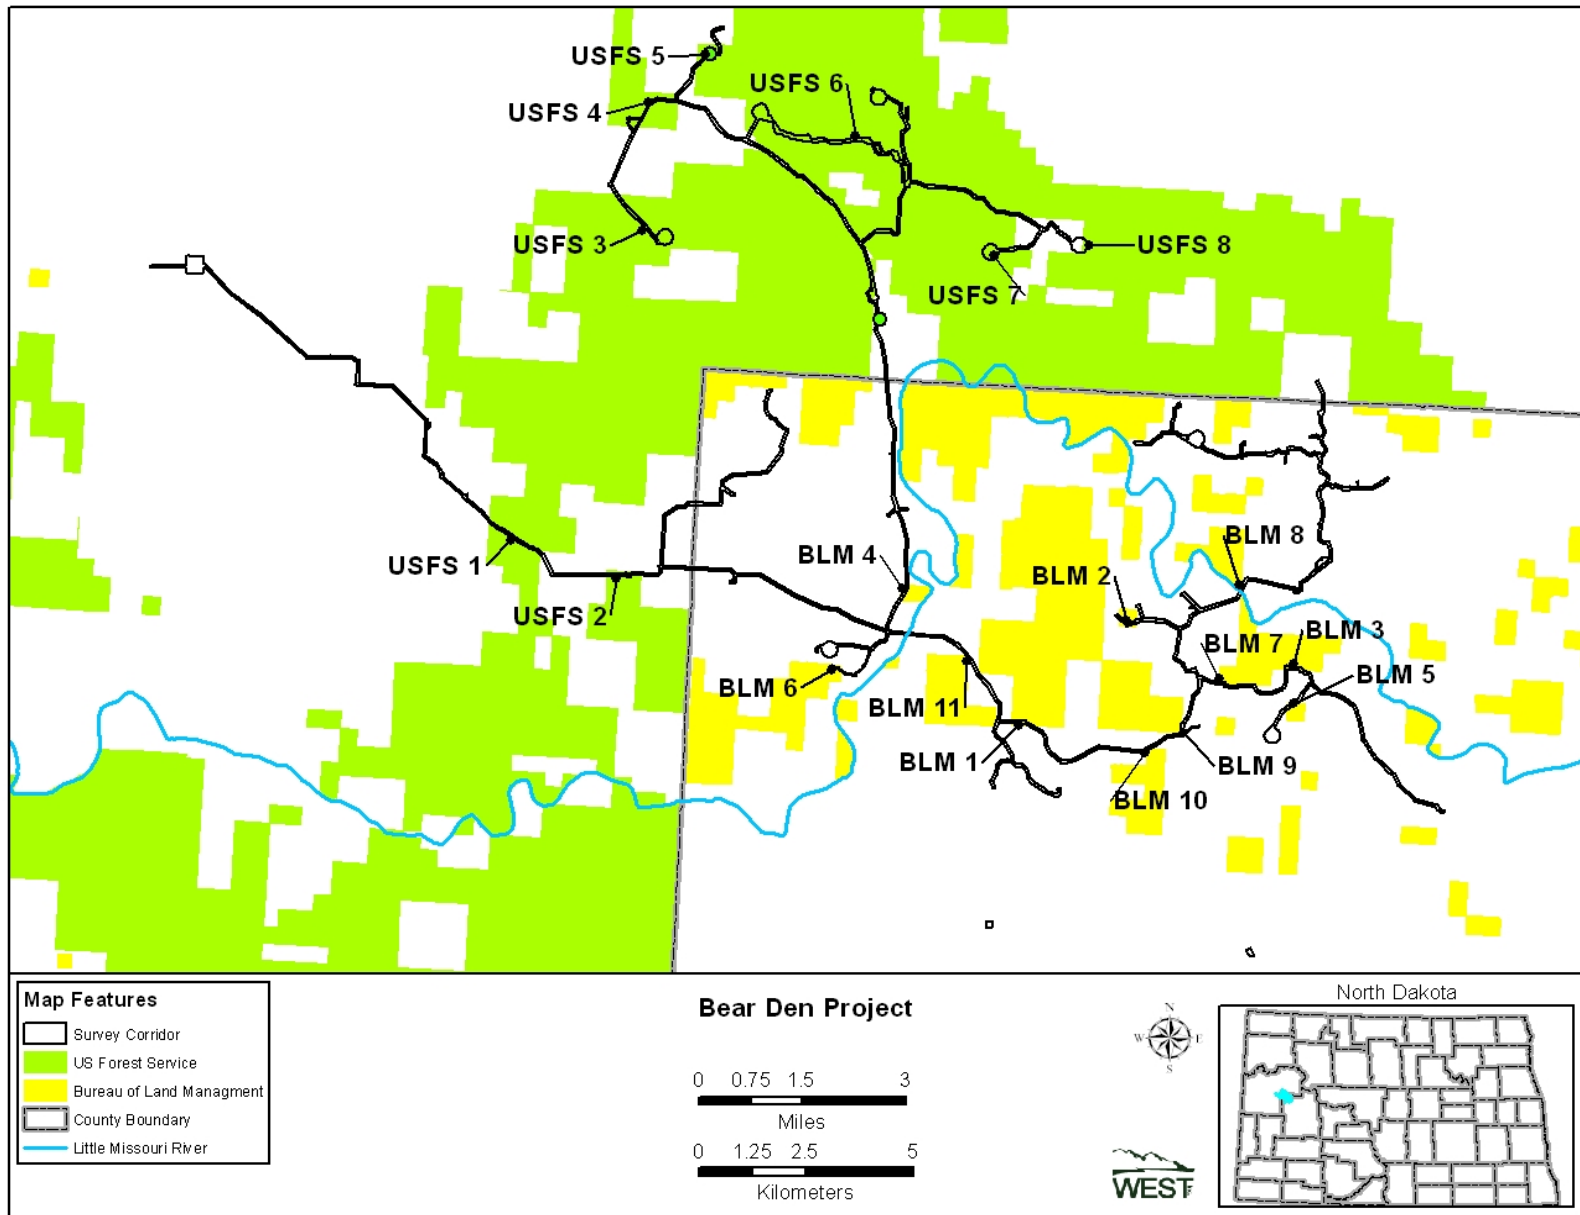 USFS 5
USFS 6
USFS 4
USFS 3
USFS 8
USFS 7
BLM 8
BLM 4
USFS 1
BLM 2
USFS 2
BLM 3
BLM 7
BLM 5
BLM 6
BLM 11
BLM 1
BLM 9
BLM 10
Map Features
Survey Corridor
US Forest Service
Bureau of Land Managment
County Boundary
Little Missouri River
Bear Den Project
0 0.75 1.5 3
Miles
0 1.25 2.5 5
Kilometers
N
W E
S
WEST
North Dakota